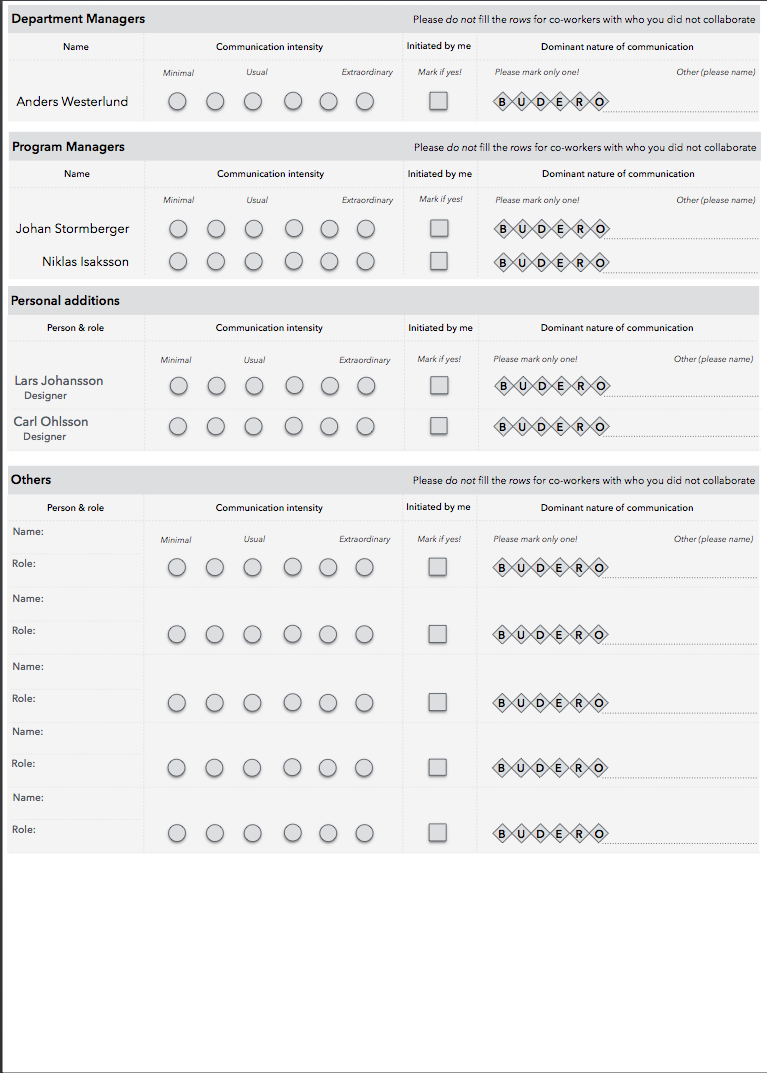 Department Managers Please do not fill the rows for co-workers with who you did not collaborate
Name Communication intensity Initiated by me Dominant nature of communication
Minimal Usual Extraordinary Mark if yes! Please mark only one! Other (please name)
Anders Westerlund B U D E R O
Program Managers Please do not fill the rows for co-workers with who you did not collaborate
Name Communication intensity Initiated by me Dominant nature of communication
Minimal Usual Extraordinary Mark if yes! Please mark only one! Other (please name)
Johan Stormberger B U D E R O
Niklas Isaksson B U D E R O
Personal additions
Person & role Communication intensity Initiated by me Dominant nature of communication
Minimal Usual Extraordinary Mark if yes! Please mark only one! Other (please name)
Lars Johansson B U D E R O
Designer
Carl Ohlsson B U D E R O
Designer
Others Please do not fill the rows for co-workers with who you did not collaborate
Person & role Communication intensity Initiated by me Dominant nature of communication
Name:
Minimal Usual Extraordinary Mark if yes! Please mark only one! Other (please name)
Role: B U D E R O
Name:
Role: B U D E R O
Name:
Role: B U D E R O
Name:
Role: B U D E R O
Name:
Role: B U D E R O